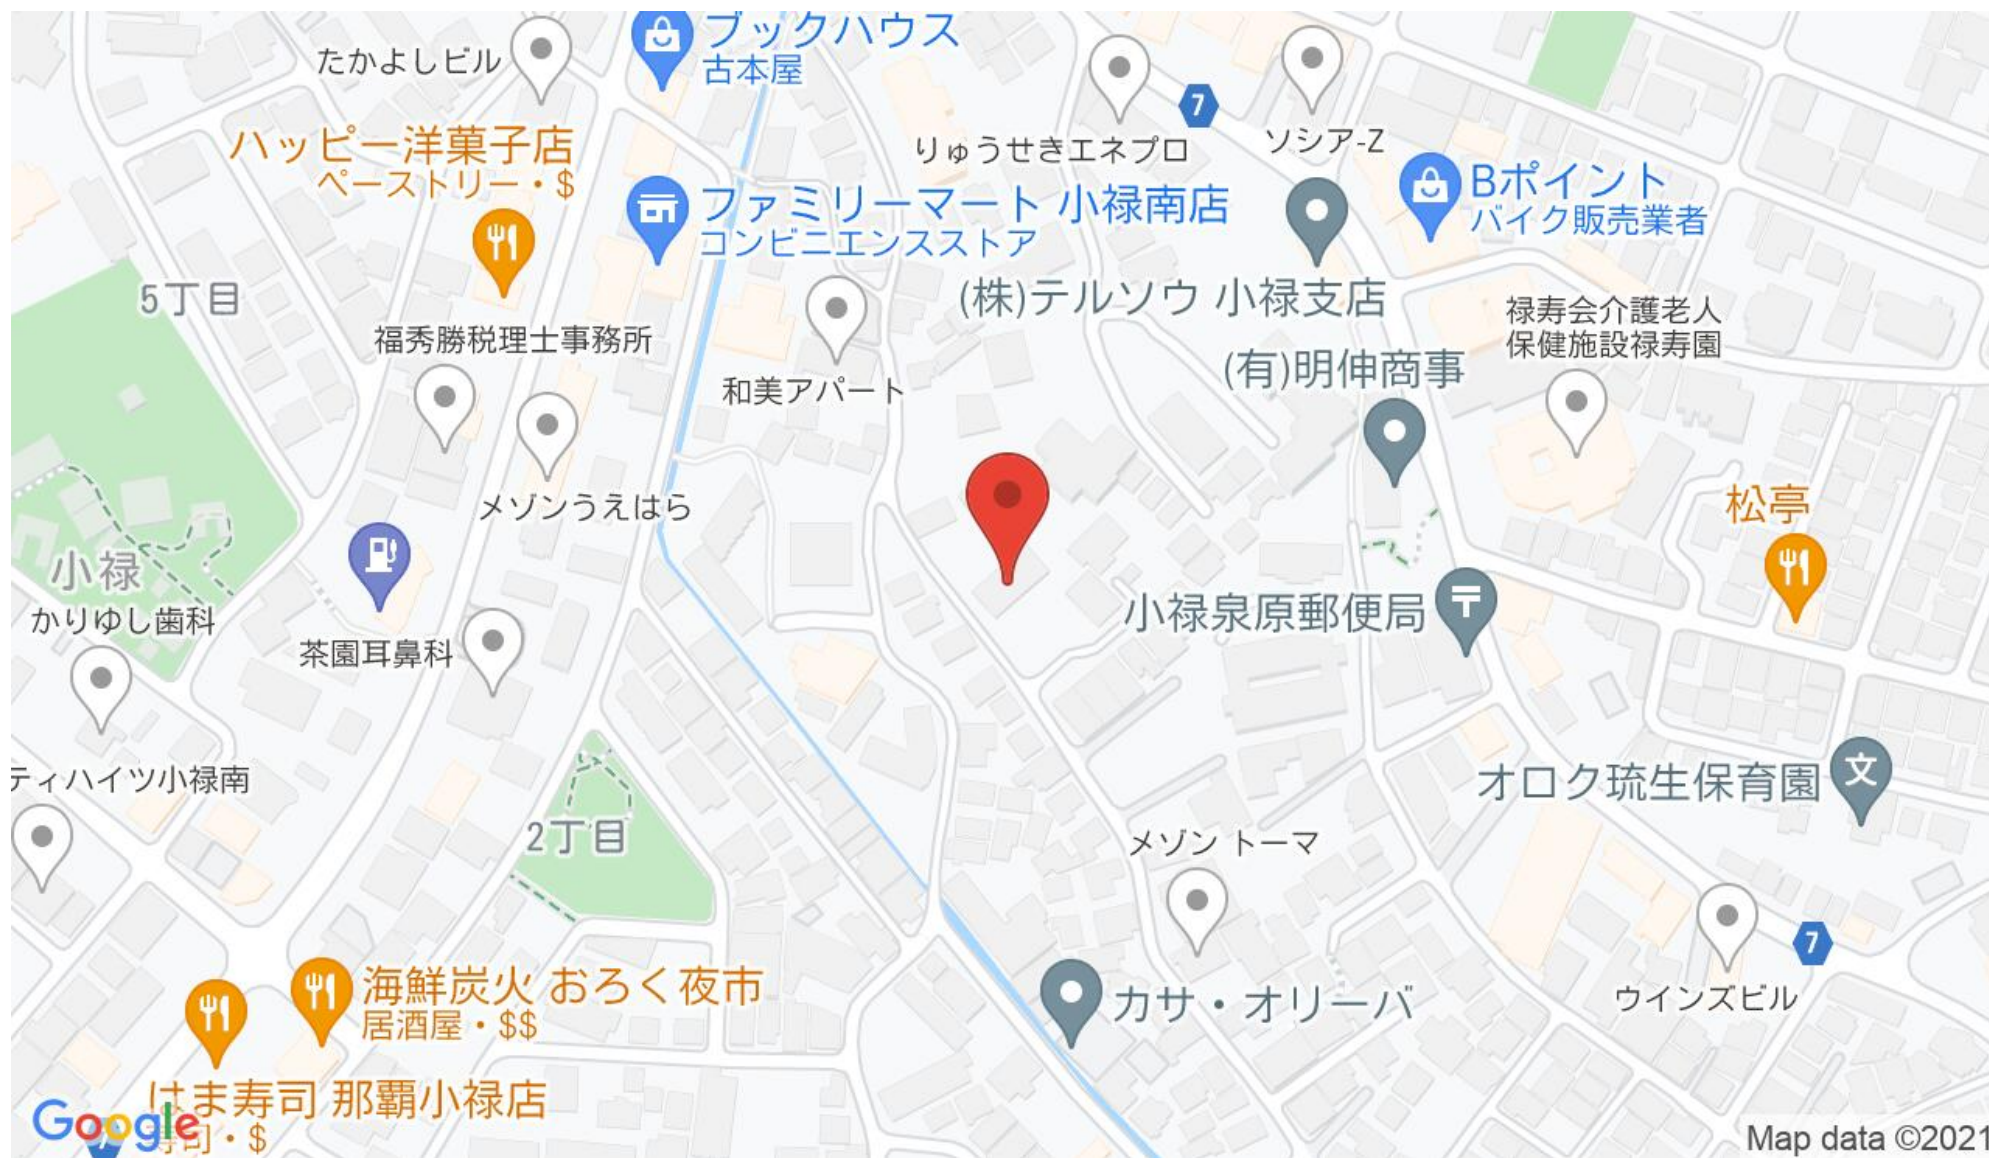 ブックハウス
古本屋
たかよしビル
7
りゅうせきエネプロ
ソシア-Z
ハッピー洋菓子店
ペーストリー・$
ファミリーマート 小禄南店
コンビニエンスストア
Bポイント
バイク販売業者
5丁目
(株)テルソウ 小禄支店
禄寿会介護老人
保健施設禄寿園
福秀勝税理士事務所
和美アパート
(有)明伸商事
メゾンうえはら
松亭
小禄
かりゆし歯科
茶園耳鼻科
小禄泉原郵便局
〒
ティハイツ小禄南
2丁目
オロク琉生保育園
文
メゾン トーマ
7
海鮮炭火 おろく夜市
居酒屋・$$
カサ・オリーバ
ウインズビル
はま寿司 那覇小禄店
寿司・$
Google
7
Map data ©2021